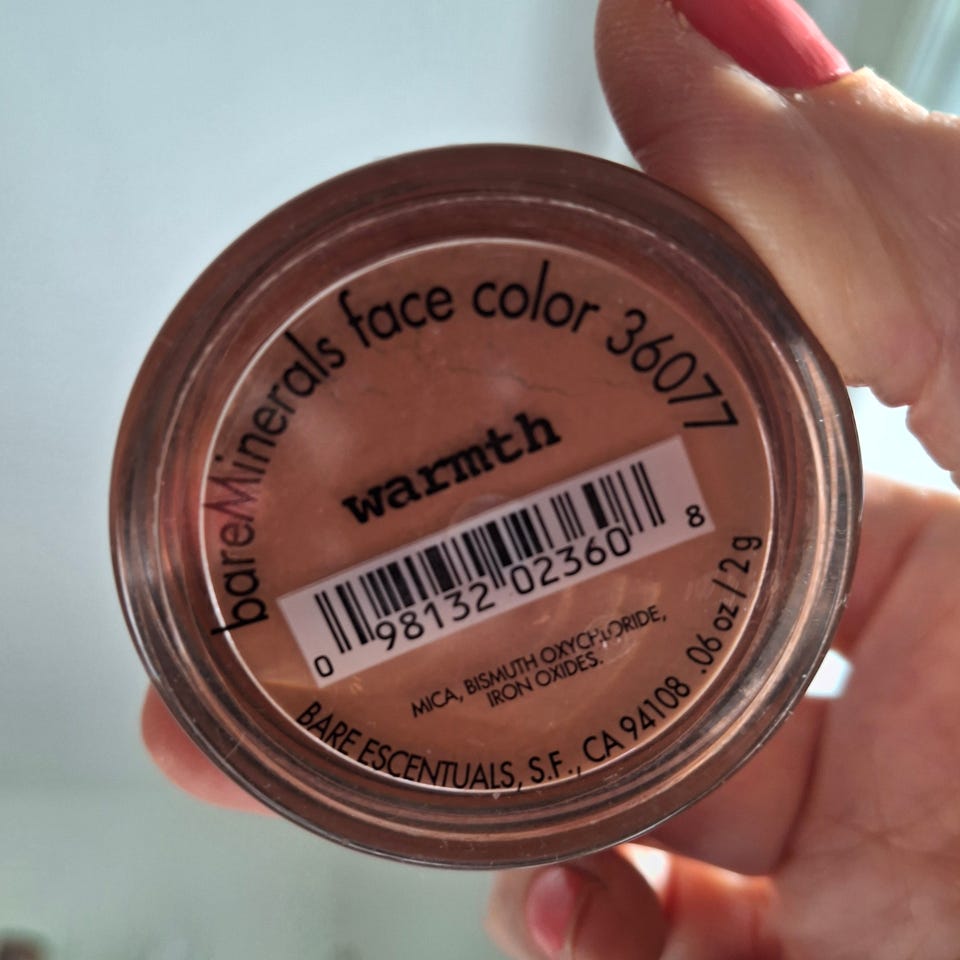 bareMinerals face color 36077
warmth
0 98132 02360 8
MICA, BISMUTH OXYCHLORIDE,
IRON OXIDES.
BARE ESCENTUALS, S.F., CA 94108 .06 oz / 2 g